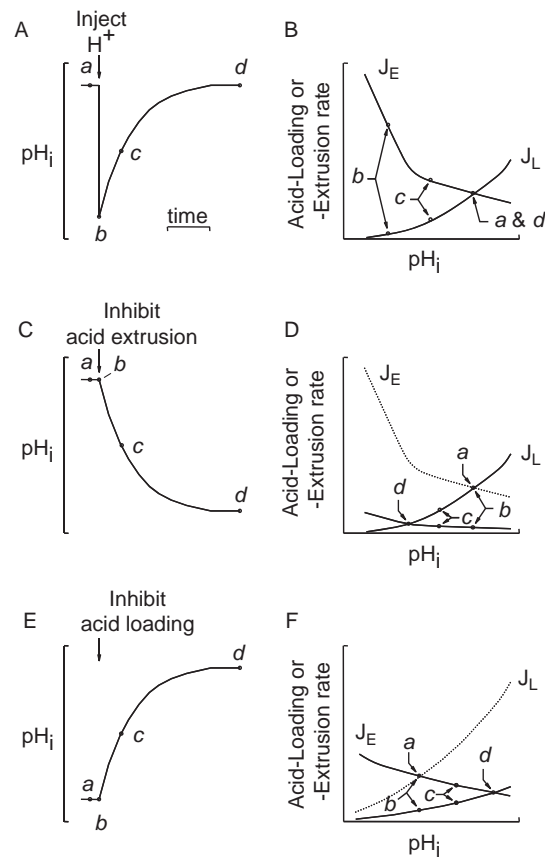 A
Inject
H+
a
d
pHi
c
b
time
B
Acid-Loading or
-Extrusion rate
JE
JL
b
c
a & d
pHi
C
Inhibit
acid extrusion
a
b
pHi
c
d
D
Acid-Loading or
-Extrusion rate
JE
JL
a
d
c
b
pHi
E
Inhibit
acid loading
d
pHi
c
a
b
F
Acid-Loading or
-Extrusion rate
JL
JE
a
d
b
c
pHi